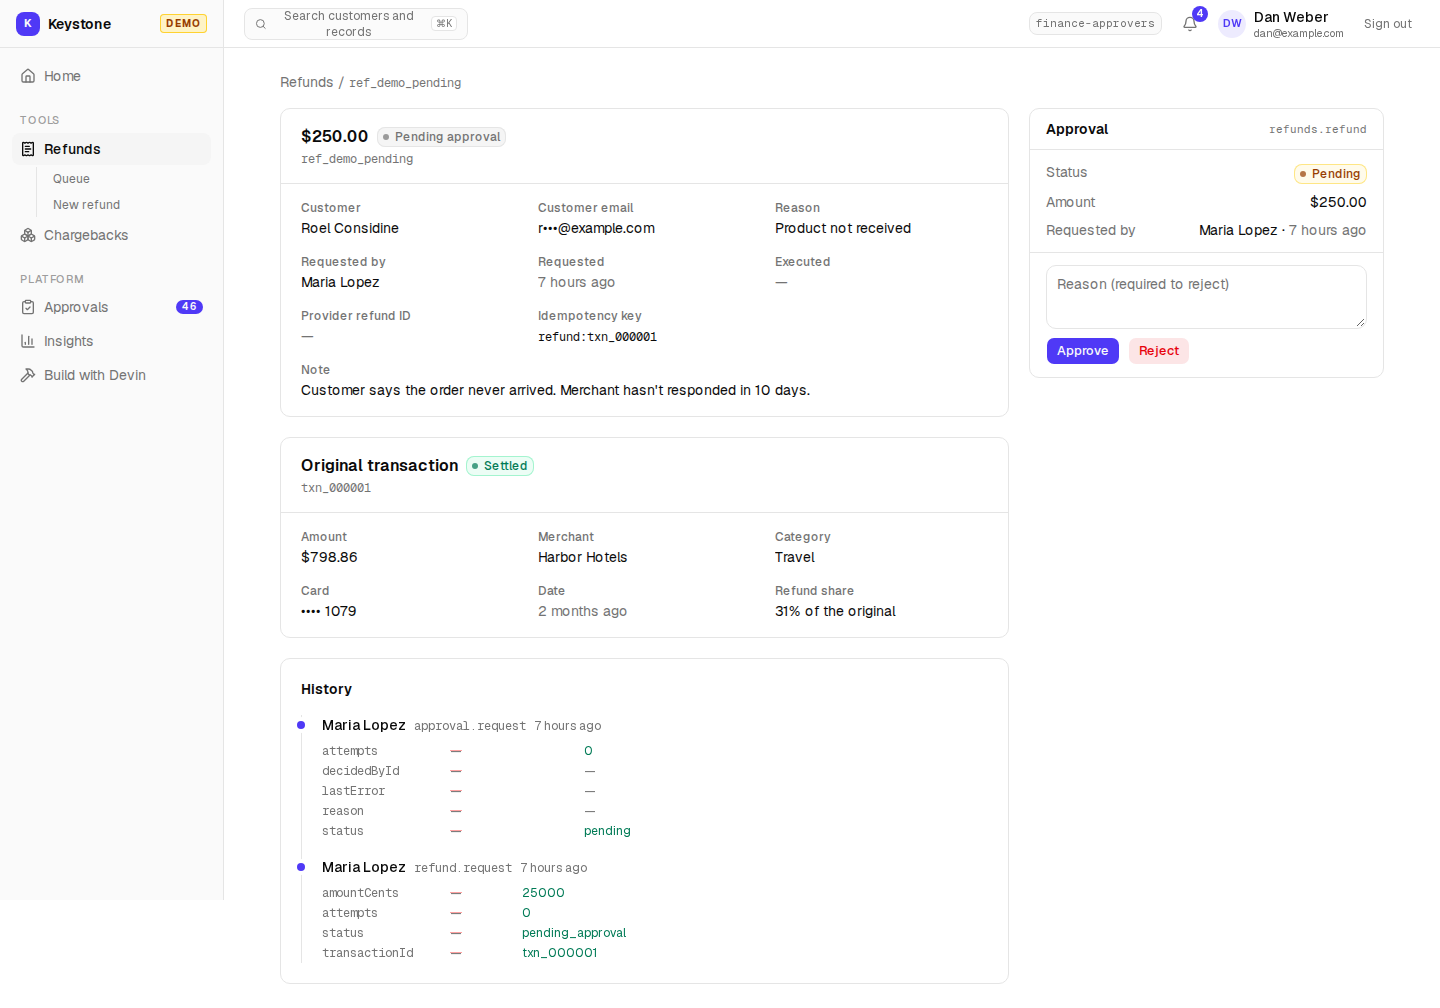 K Keystone DEMO
Search customers and records ⌘K
finance-approvers
4
DW Dan Weber
dan@example.com
Sign out
Home
TOOLS
Refunds
Queue
New refund
Chargebacks
PLATFORM
Approvals 46
Insights
Build with Devin
Refunds / ref_demo_pending
$250.00 Pending approval
ref_demo_pending
Customer Customer email Reason
Roel Considine r•••@example.com Product not received
Requested by Requested Executed
Maria Lopez 7 hours ago —
Provider refund ID Idempotency key
— refund:txn_000001
Note
Customer says the order never arrived. Merchant hasn't responded in 10 days.
Original transaction Settled
txn_000001
Amount Merchant Category
$798.86 Harbor Hotels Travel
Card Date Refund share
•••• 1079 2 months ago 31% of the original
History
Maria Lopez approval.request 7 hours ago
attempts — 0
decidedById — —
lastError — —
reason — —
status — pending
Maria Lopez refund.request 7 hours ago
amountCents — 25000
attempts — 0
status — pending_approval
transactionId — txn_000001
Approval refunds.refund
Status Pending
Amount $250.00
Requested by Maria Lopez · 7 hours ago
Reason (required to reject)
Approve Reject